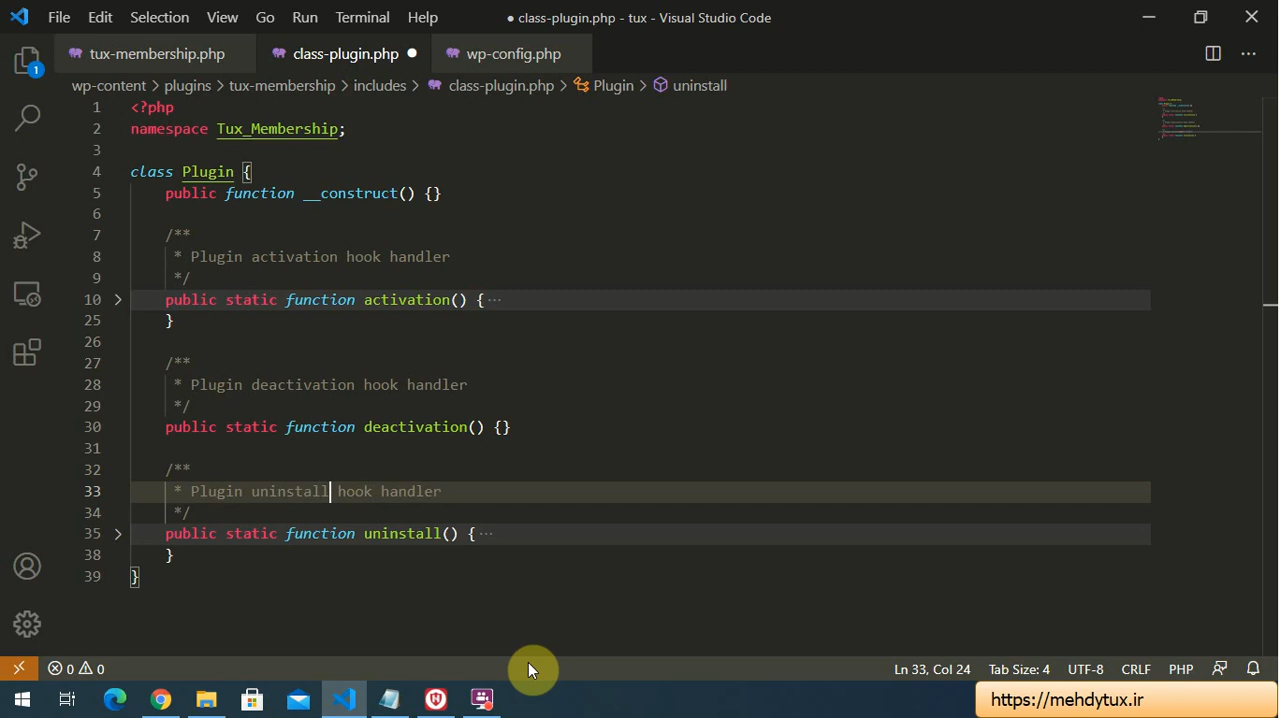 File Edit Selection View Go Run Terminal Help ● class-plugin.php - tux - Visual Studio Code
tux-membership.php class-plugin.php wp-config.php
1
wp-content > plugins > tux-membership > includes > class-plugin.php > Plugin > uninstall
1 <?php
2 namespace Tux_Membership;
3
4 class Plugin {
5 public function __construct() {}
6
7 /**
8 * Plugin activation hook handler
9 */
10 public static function activation() {···
25 }
26
27 /**
28 * Plugin deactivation hook handler
29 */
30 public static function deactivation() {}
31
32 /**
33 * Plugin uninstall hook handler
34 */
35 public static function uninstall() {···
38 }
39 }
0 0 Ln 33, Col 24 Tab Size: 4 UTF-8 CRLF PHP
https://mehdytux.ir